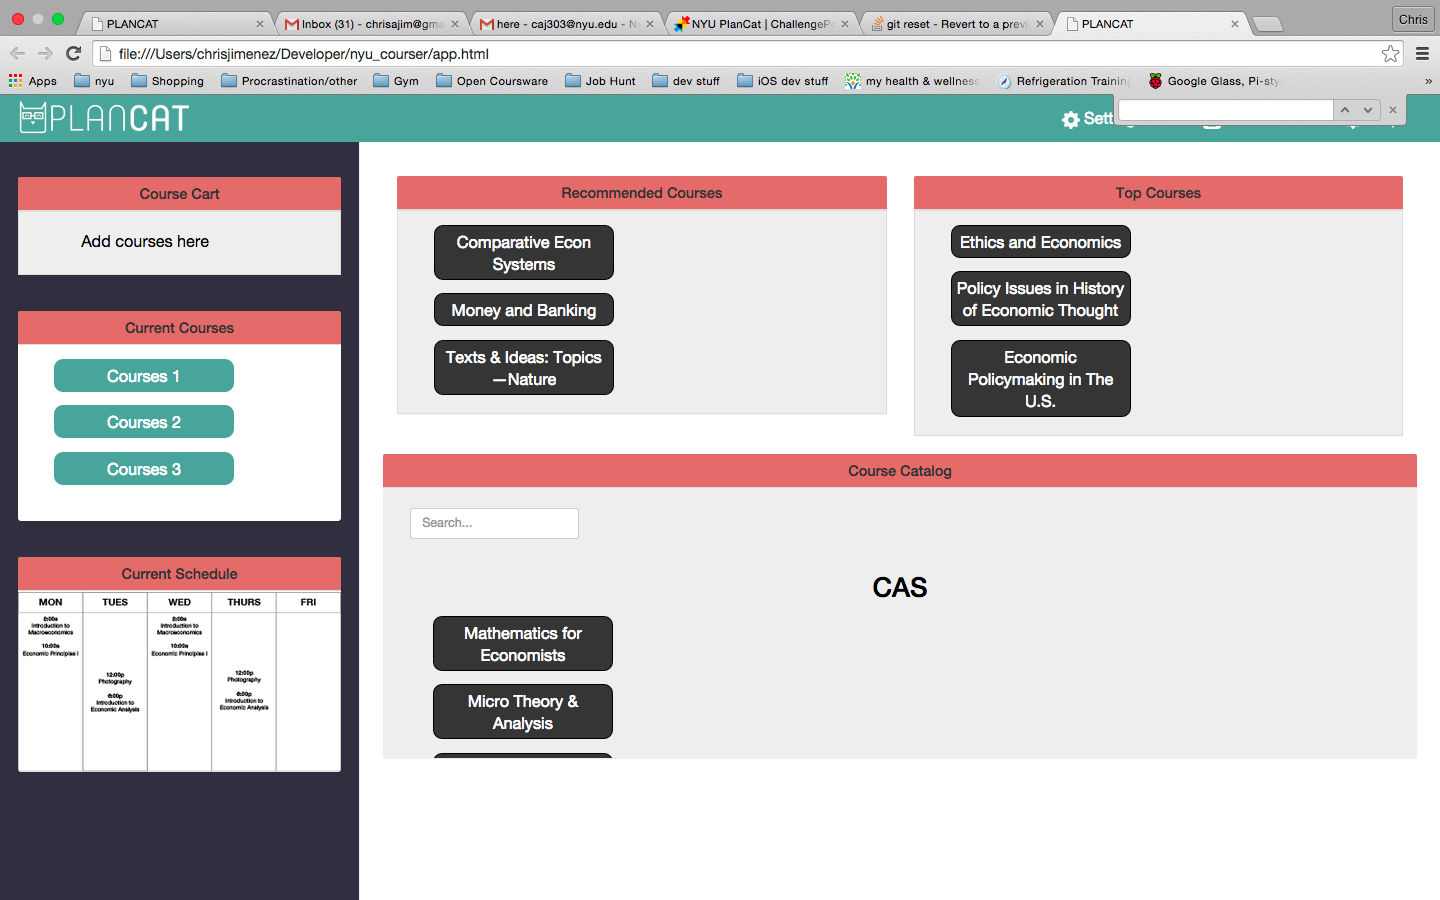 PLANCAT
Inbox (31) - chrisajim@gma
here - caj303@nyu.edu - N
NYU PlanCat | ChallengeP
git reset - Revert to a previ
PLANCAT
Chris
file:///Users/chrisjimenez/Developer/nyu_courser/app.html
Apps
nyu
Shopping
Procrastination/other
Gym
Open Coursware
Job Hunt
dev stuff
iOS dev stuff
my health & wellness
Refrigeration Training
Google Glass, Pi-sty
»
PLANCAT
Sett
Course Cart
Add courses here
Current Courses
Courses 1
Courses 2
Courses 3
Current Schedule
MON
TUES
WED
THURS
FRI
8:00a
Introduction to
Macroeconomics
10:00a
Economic Principles I
12:00p
Photography
6:00p
Introduction to
Economic Analysis
8:00a
Introduction to
Macroeconomics
10:00a
Economic Principles I
12:00p
Photography
6:00p
Introduction to
Economic Analysis
Recommended Courses
Comparative Econ
Systems
Money and Banking
Texts & Ideas: Topics
—Nature
Top Courses
Ethics and Economics
Policy Issues in History
of Economic Thought
Economic
Policymaking in The
U.S.
Course Catalog
Search...
CAS
Mathematics for
Economists
Micro Theory &
Analysis